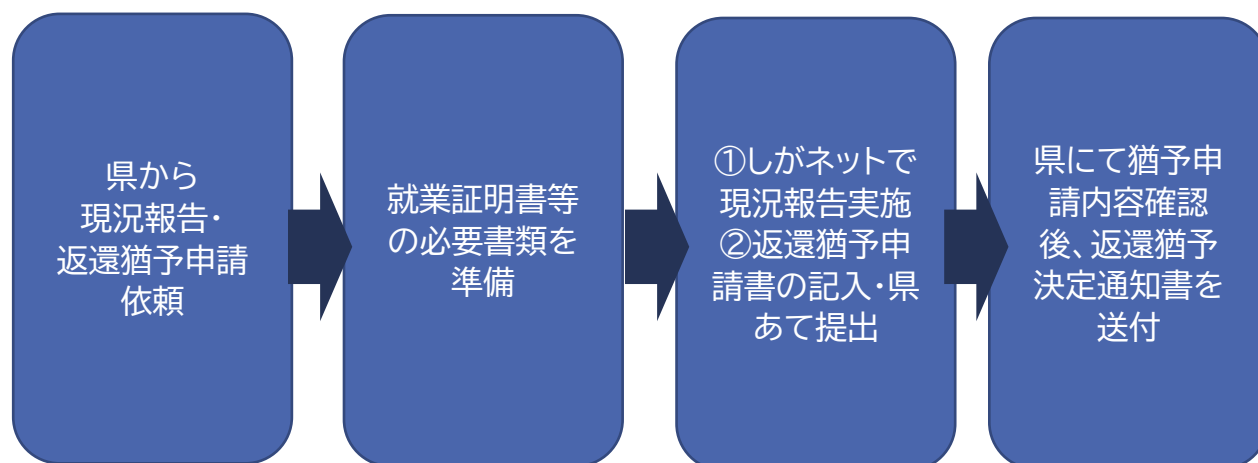 県から
現況報告・
返還猶予申請
依頼
就業証明書等
の必要書類を
準備
①しがネットで
現況報告実施
②返還猶予申
請書の記入・県
あて提出
県にて猶予申
請内容確認
後、返還猶予
決定通知書を
送付